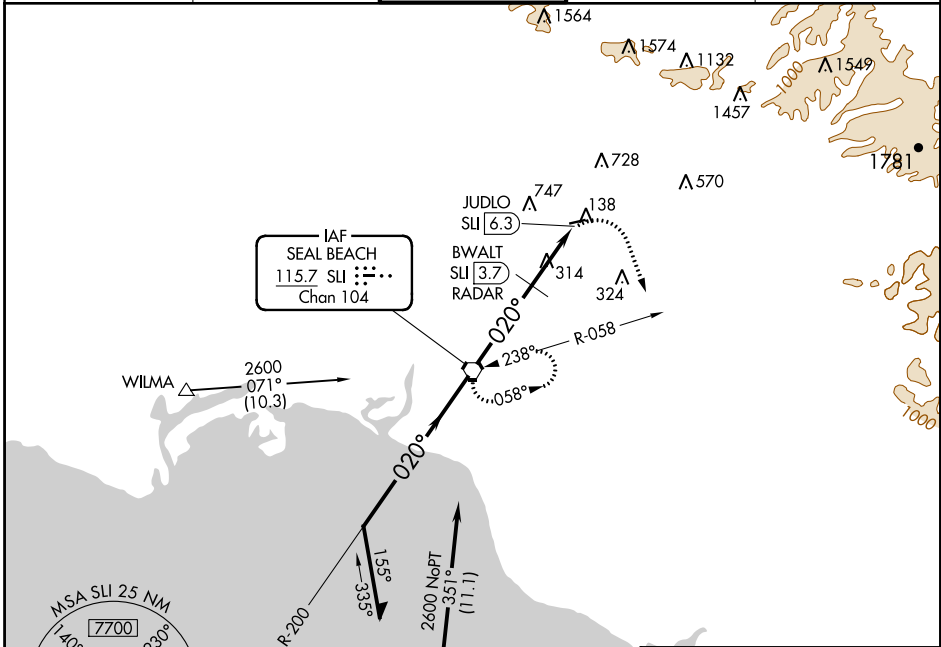 1564
1574
1132
1549
1000
1457
1781
728
570
747
138
JUDLO
SLI 6.3
BWALT
SLI 3.7
RADAR
314
324
IAF
SEAL BEACH
115.7 SLI
Chan 104
020°
R-058
238°
058°
WILMA
2600
071°
(10.3)
1000
020°
155°
335°
2600 NoPT
351°
(11.1)
R-200
MSA SLI 25 NM
7700
140°
230°